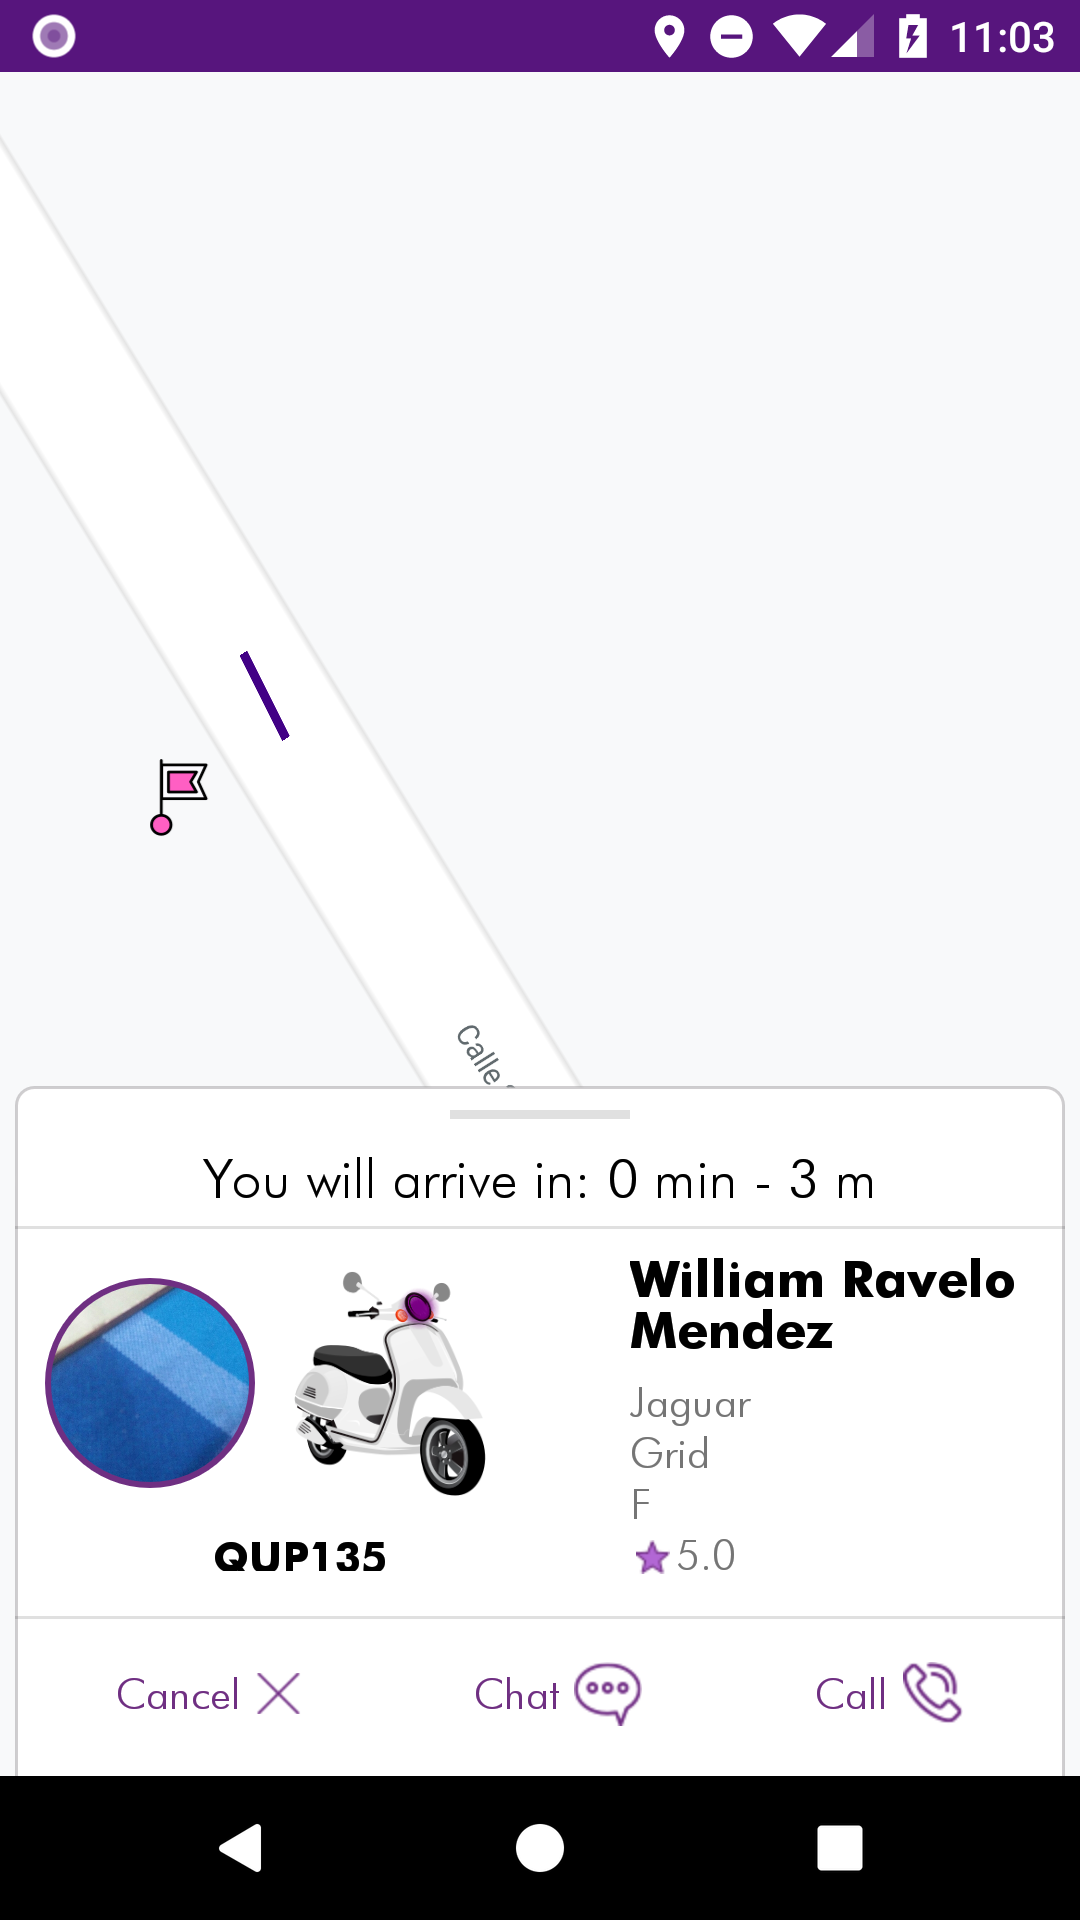 11:03
Calle
You will arrive in: 0 min - 3 m
William Ravelo
Mendez
Jaguar
Grid
F
5.0
QUP135
Cancel
Chat
Call